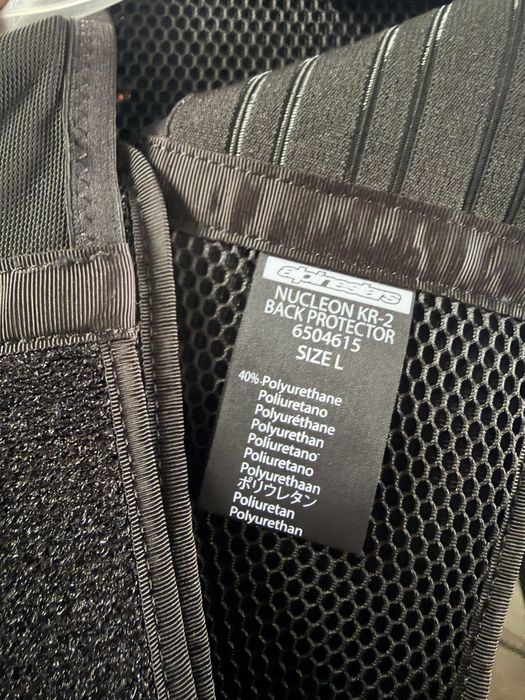 alpinestars
NUCLEON KR-2
BACK PROTECTOR
6504615
SIZE L
40%-Polyurethane
Poliuretano
Polyuréthane
Polyurethan
Poliuretano
Poliuretano
Polyurethaan
ポリウレタン
Poliuretan
Polyurethan